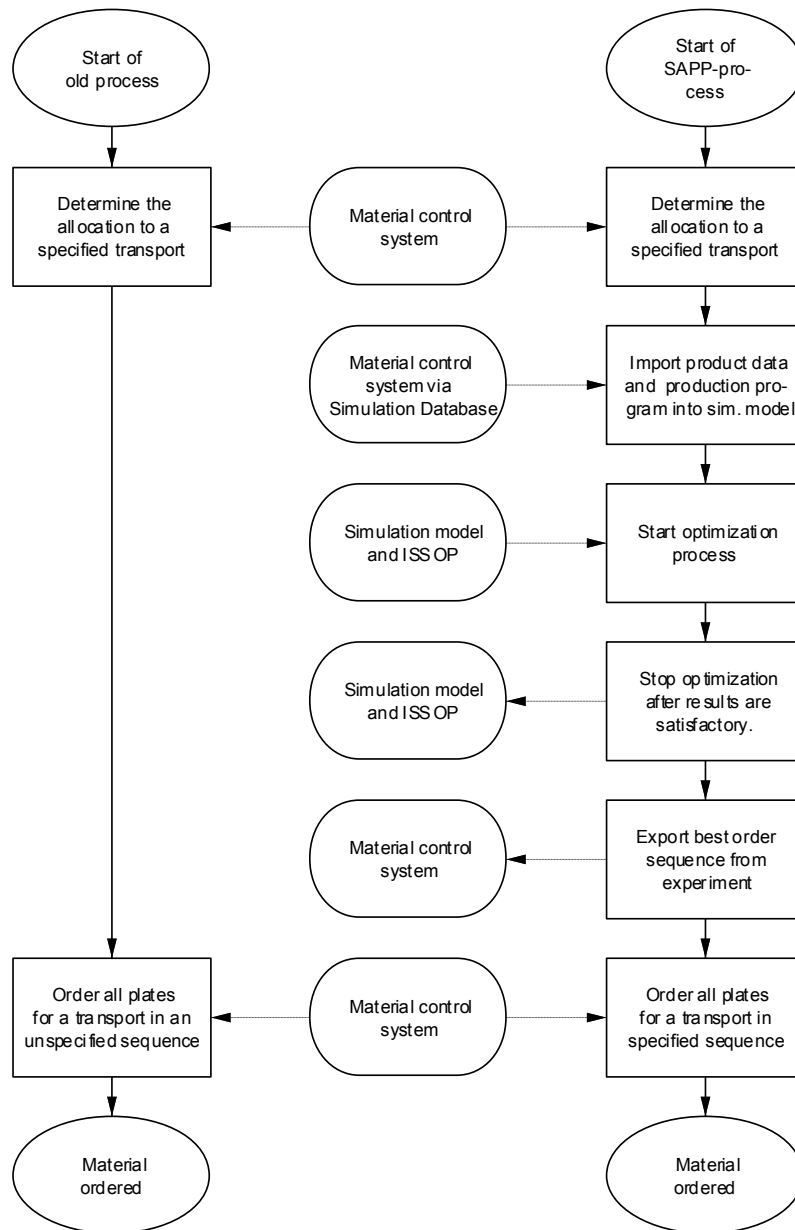 Start of
old process
Start of
SAPP-pro-
cess
Determine the
allocation to a
specified transport
Material control
system
Determine the
allocation to a
specified transport
Material control
system via
Simulation Database
Import product data
and production pro-
gram into sim. model
Simulation model
and ISSOP
Start optimization
process
Simulation model
and ISSOP
Stop optimization
after results are
satisfactory.
Material control
system
Export best order
sequence from
experiment
Order all plates
for a transport in an
unspecified sequence
Material control
system
Order all plates
for a transport in
specified sequence
Material
ordered
Material
ordered